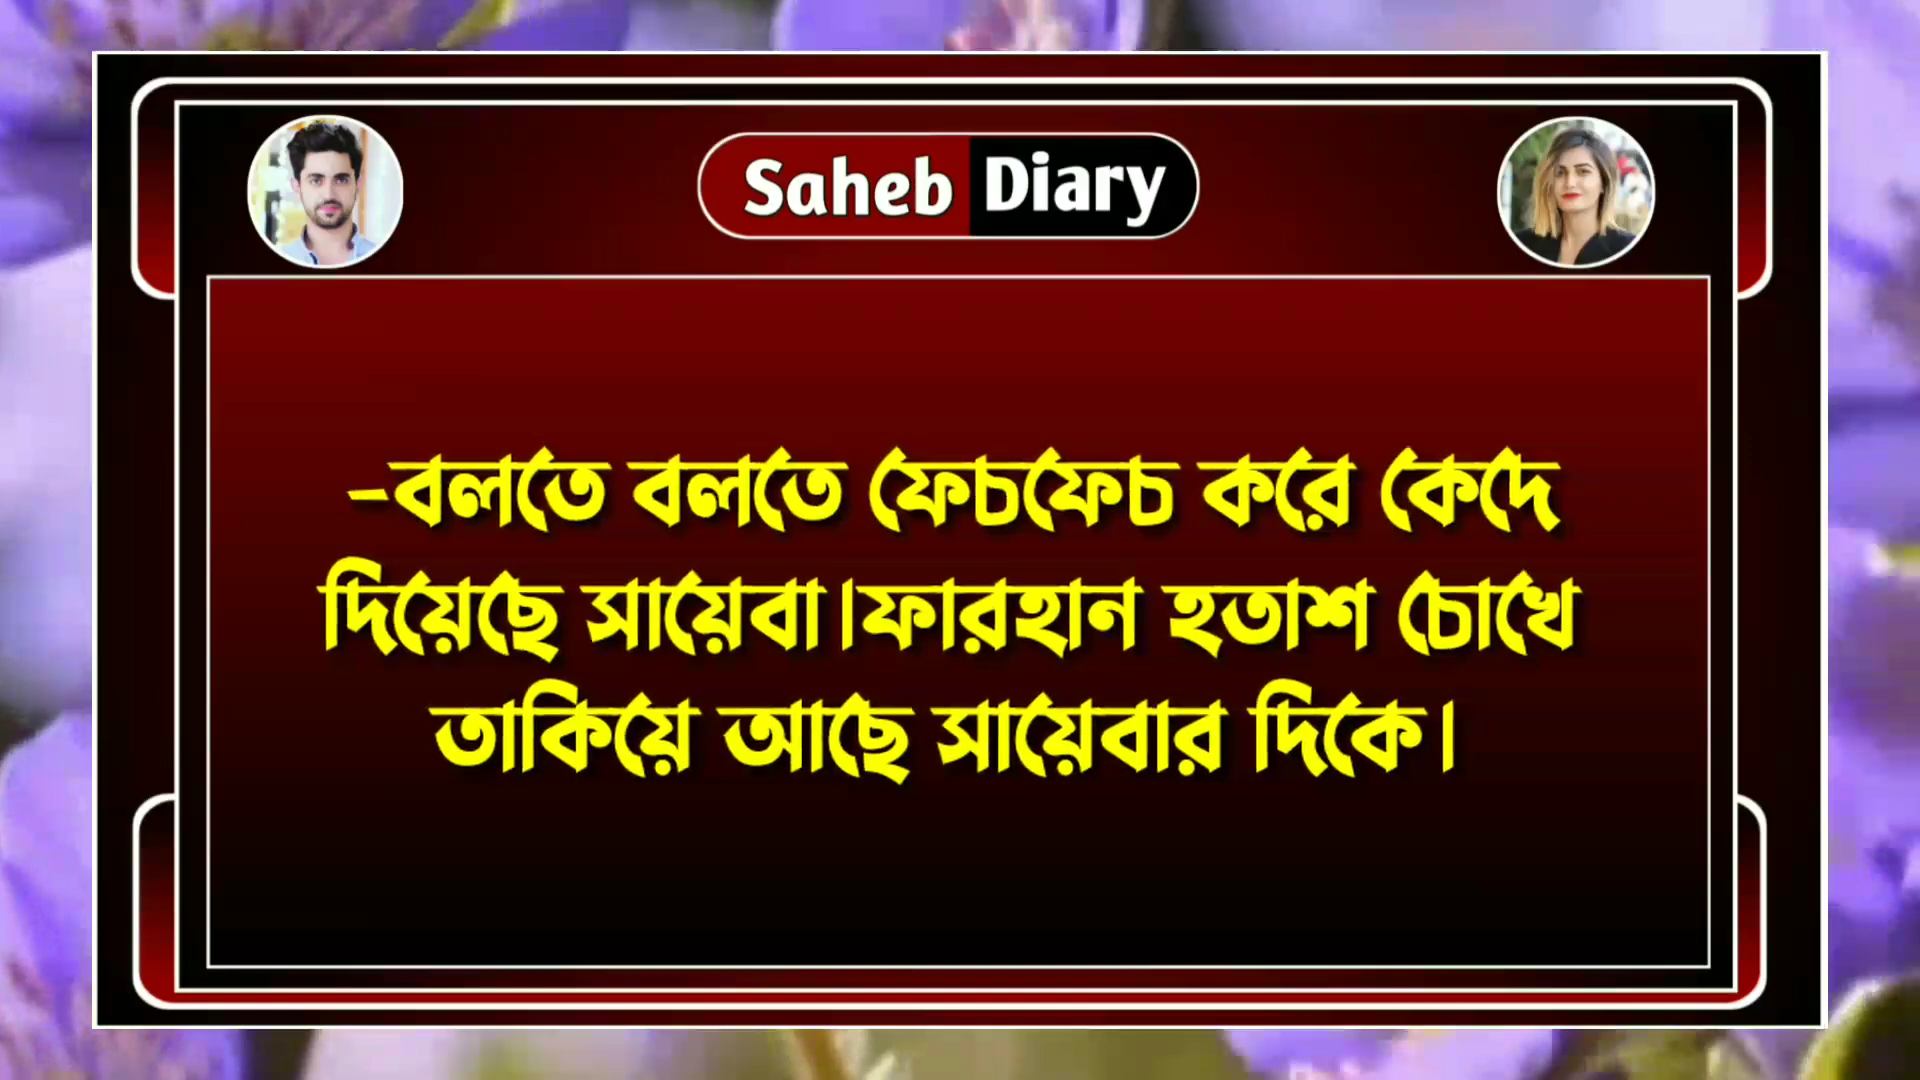 Saheb Diary
-বলতে বলতে ফেচফেচ করে কেদে
দিয়েছে সায়েবা।ফারহান হতাশ চোখে
তাকিয়ে আছে সায়েবার দিকে।